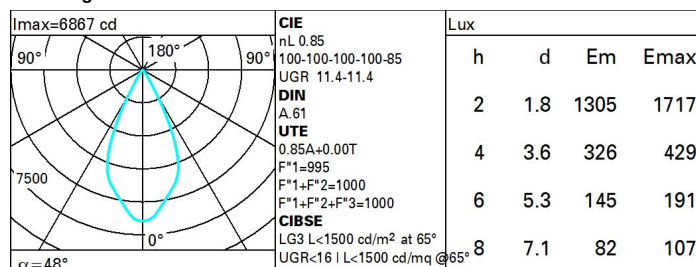 Imax=6867 cd
90° 180° 90°
7500
0°
α=48°
CIE
nL 0.85
100-100-100-100-85
UGR 11.4-11.4
DIN
A.61
UTE
0.85A+0.00T
F"1=995
F"1+F"2=1000
F"1+F"2+F"3=1000
CIBSE
LG3 L<1500 cd/m² at 65°
UGR<16 | L<1500 cd/mq @65°
Lux
h d Em Emax
2 1.8 1305 1717
4 3.6 326 429
6 5.3 145 191
8 7.1 82 107